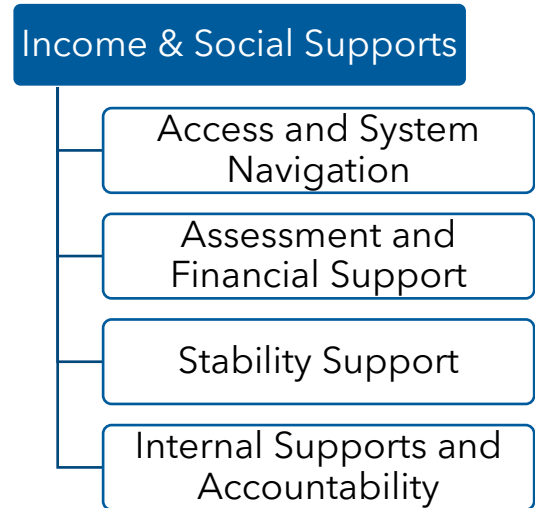 Income & Social Supports
Access and System
Navigation
Assessment and
Financial Support
Stability Support
Internal Supports and
Accountability